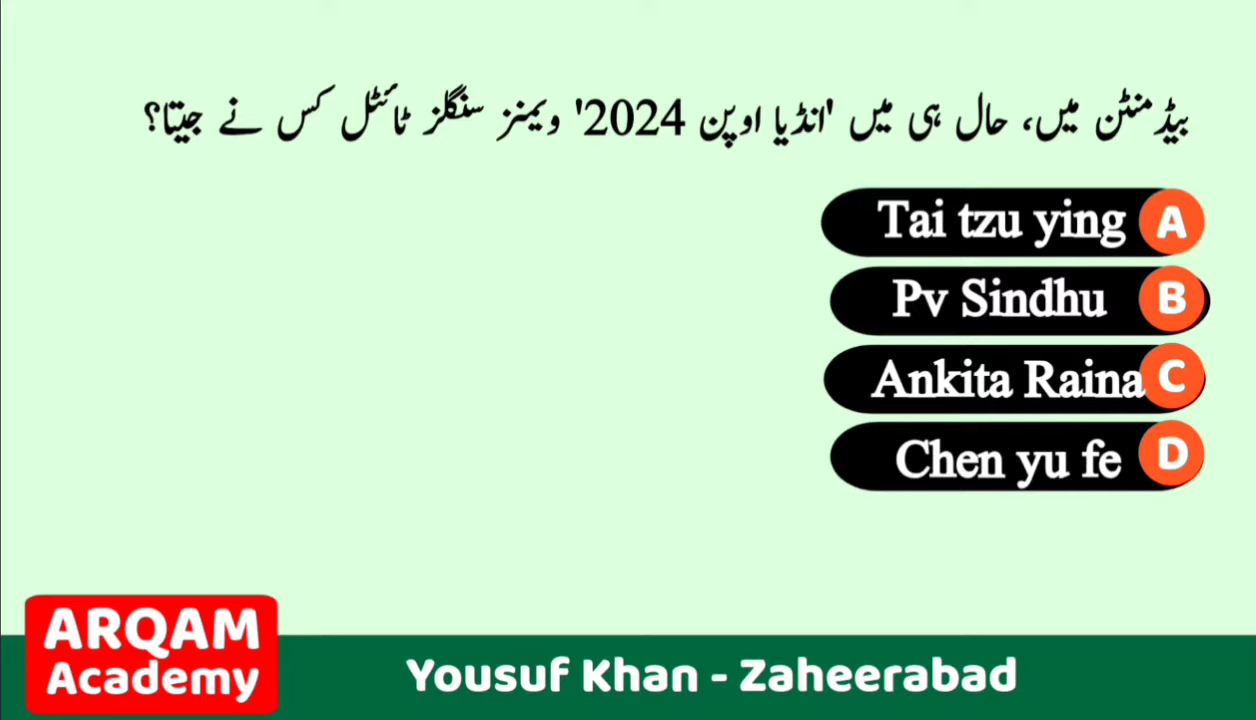 بیڈمنٹن میں، حال ہی میں 'انڈیا اوپن 2024' ویمنز سنگلز ٹائٹل کس نے جیتا؟
Tai tzu ying A
Pv Sindhu B
Ankita Raina C
Chen yu fe D
ARQAM
Academy
Yousuf Khan - Zaheerabad